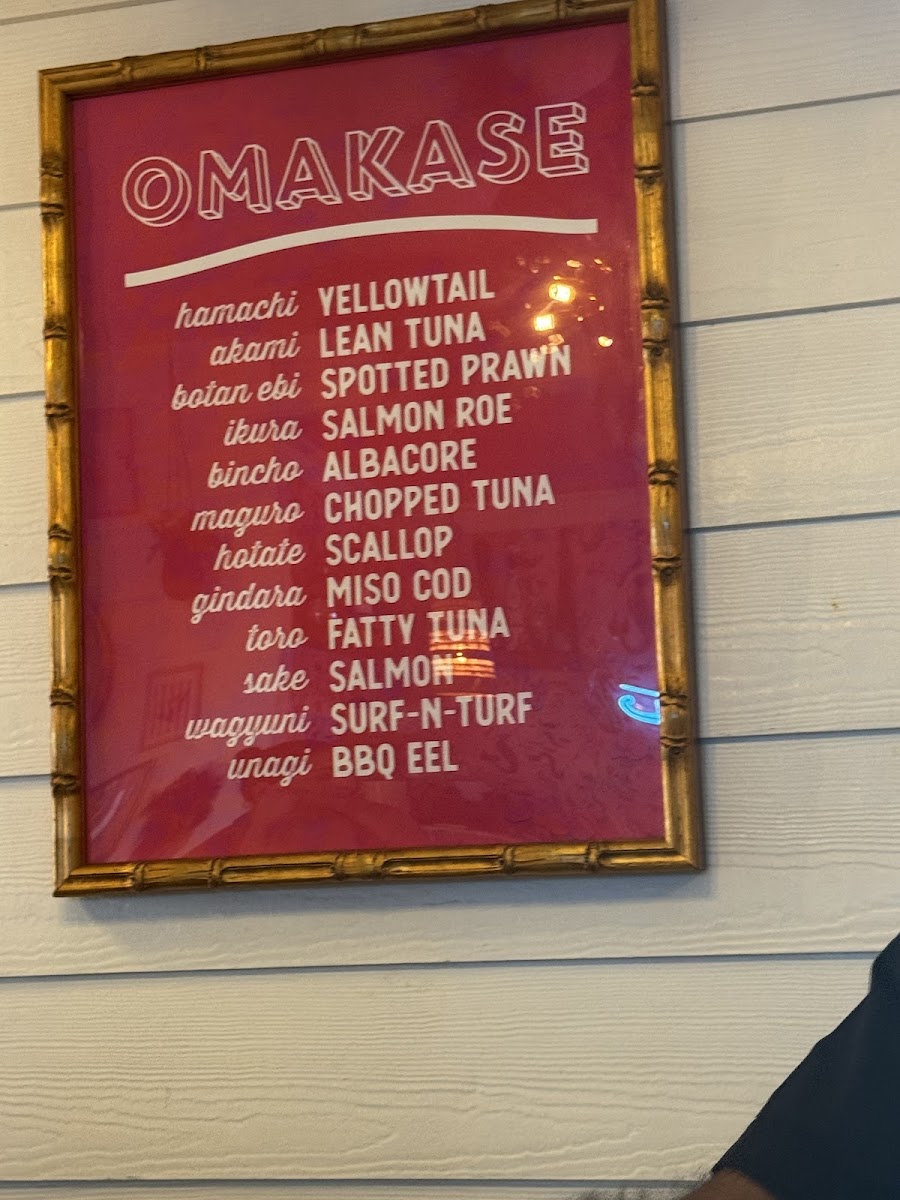 OMAKASE
hamachi YELLOWTAIL
akami LEAN TUNA
botan ebi SPOTTED PRAWN
ikura SALMON ROE
bincho ALBACORE
maguro CHOPPED TUNA
hotate SCALLOP
gindara MISO COD
toro FATTY TUNA
sake SALMON
wagyuni SURF-N-TURF
unagi BBQ EEL